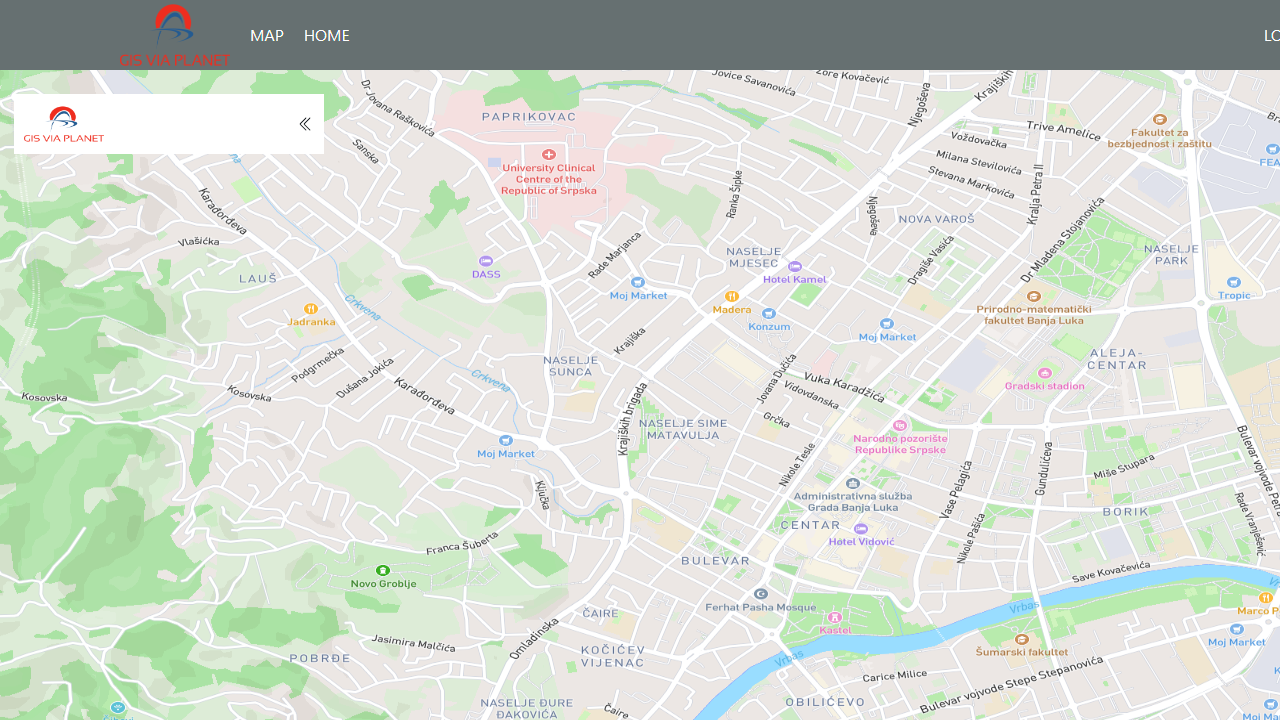 GIS VIA PLANET
MAP
HOME
LO
GIS VIA PLANET
Dr. Jovana Raškovića
Jovice Savanovića
Zore Kovačević
Njegoševa
Krajiških
PAPRIKOVAC
Sanska
University Clinical
Centre of the
Republic of Srpska
Trive Amelice
Fakultet za
bezbjednost i zaštitu
Bra
FEA
Voždovačka
Milana Stevilovića
Stevana Markovića
Kralja Petra II
Ranka Šipke
Njegoševa
NOVA VAROŠ
Karađorđeva
Vlašićka
LAUŠ
DASS
Rade Marjanca
NASELJE
MJESEC
Hotel Kamel
Dragiše Vasića
Dr Mladena Stojanovića
NASELJE
PARK
Moj Market
Madera
Konzum
Moj Market
Prirodno-matematički
fakultet Banja Luka
Tropic
Crkvena
Jadranka
Krajiška
Podgrmečka
Dušana Jokića
NASELJE
SUNCA
Crkvena
Jovana Dučića
Vuka Karadžića
Vidovdanska
ALEJA-
CENTAR
Gradski stadion
Kosovska
Kosovska
Karađorđeva
Krajiških brigada
NASELJE SIME
MATAVULJA
Grčka
Narodno pozorište
Republike Srpske
Moj Market
Nikole Tesle
Gundulićeva
Miše Stupara
Bulevar vojvode Petra
Ključka
Administrativna služba
Grada Banja Luka
Vase Pelagića
Rade Vranješević
CENTAR
Hotel Vidović
Nikole Pašića
BORIK
Franca Šuberta
Novo Groblje
BULEVAR
Save Kovačevića
Ferhat Pasha Mosque
Vrbas
Marco P
ČAIRE
Kastel
Moj Market
Jasimira Malčića
Omladinska
KOČIĆEV
VIJENAC
Vrbas
Šumarski fakultet
POBRĐE
Carice Milice
Bulevar vojvode Stepe Stepanovića
K
NASELJE ĐURE
ĐAKOVIĆA
Čaire
OBILIĆEVO
Moj Ma